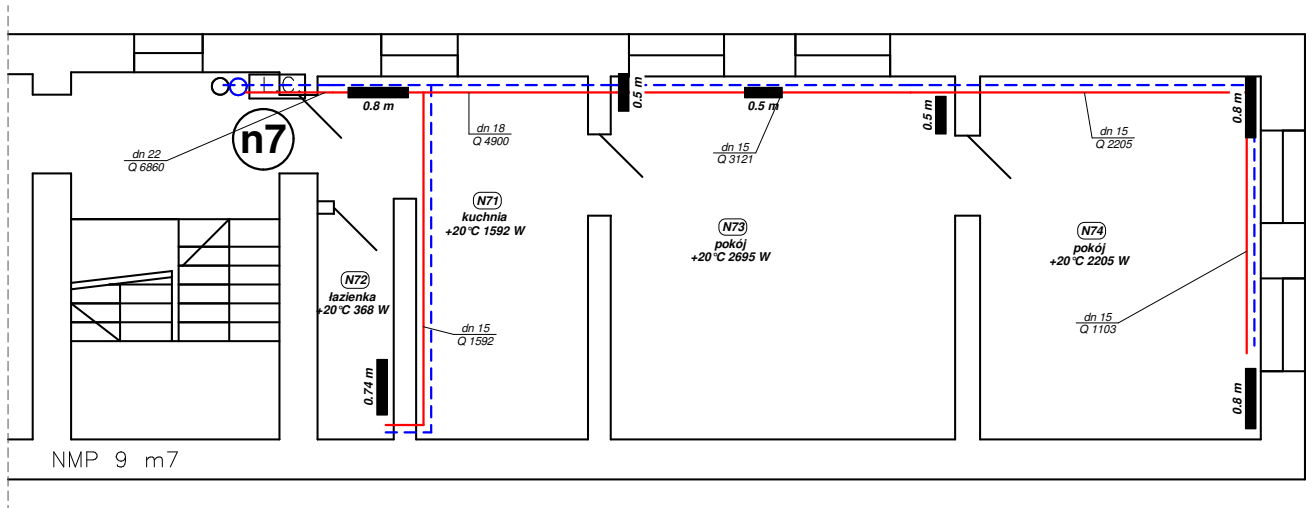 L.C.
0.8 m
0.5 m
0.5 m
0.5 m
0.8 m
n7
dn 22
Q 6860
dn 18
Q 4900
dn 15
Q 3121
dn 15
Q 2205
N71
kuchnia
+20°C 1592 W
N73
pokój
+20°C 2695 W
N74
pokój
+20°C 2205 W
N72
łazienka
+20°C 368 W
dn 15
Q 1592
dn 15
Q 1103
0.74 m
0.8 m
NMP 9 m7